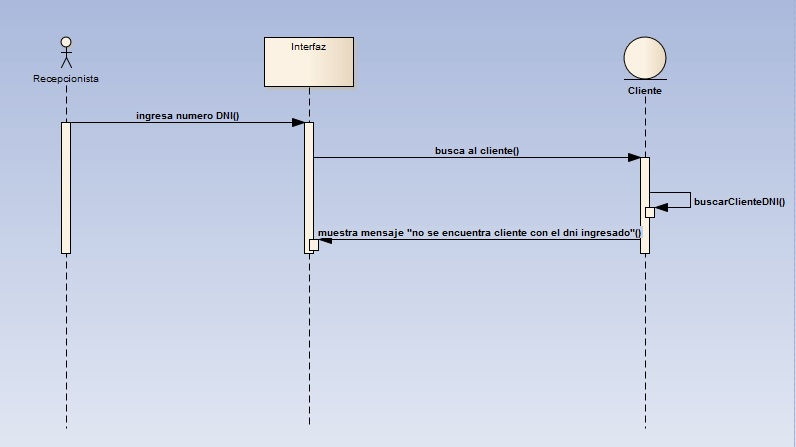 Interfaz
Recepcionista
Cliente
ingresa numero DNI()
busca al cliente()
buscarClienteDNI()
muestra mensaje "no se encuentra cliente con el dni ingresado"()